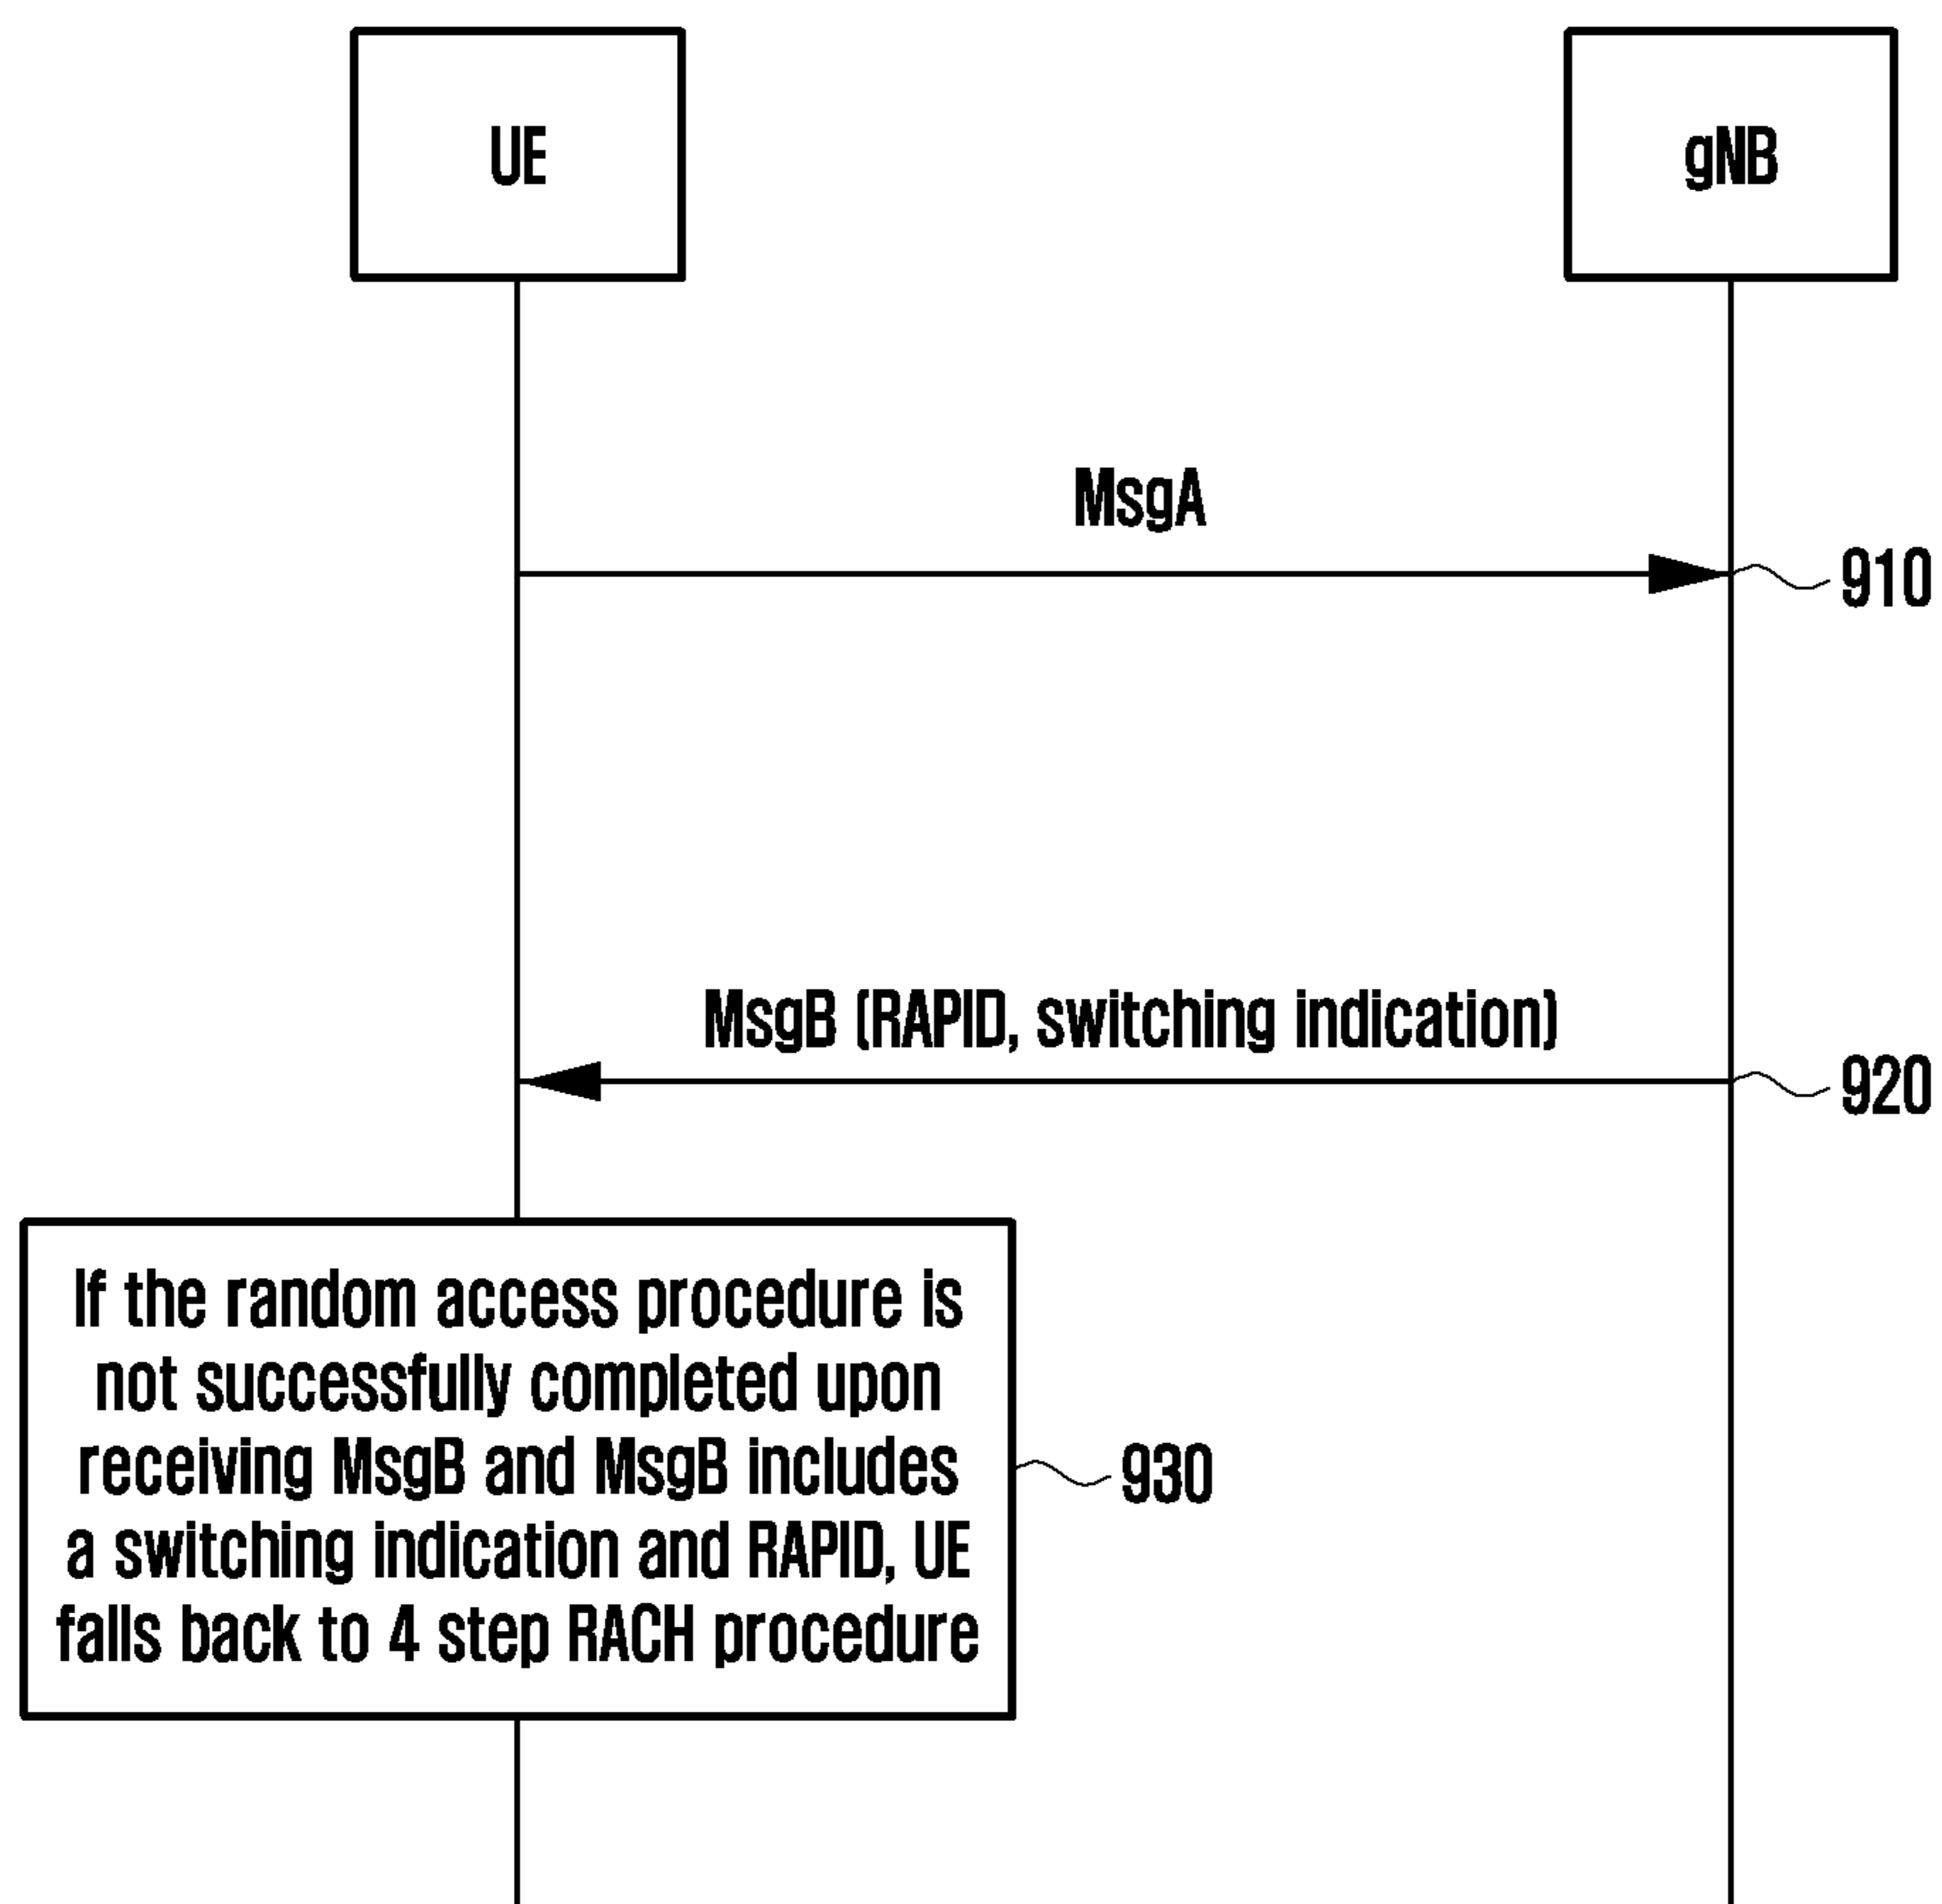 UE
gNB
MsgA
910
MsgB (RAPID, switching indication)
920
If the random access procedure is
not successfully completed upon
receiving MsgB and MsgB includes
a switching indication and RAPID, UE
falls back to 4 step RACH procedure
930